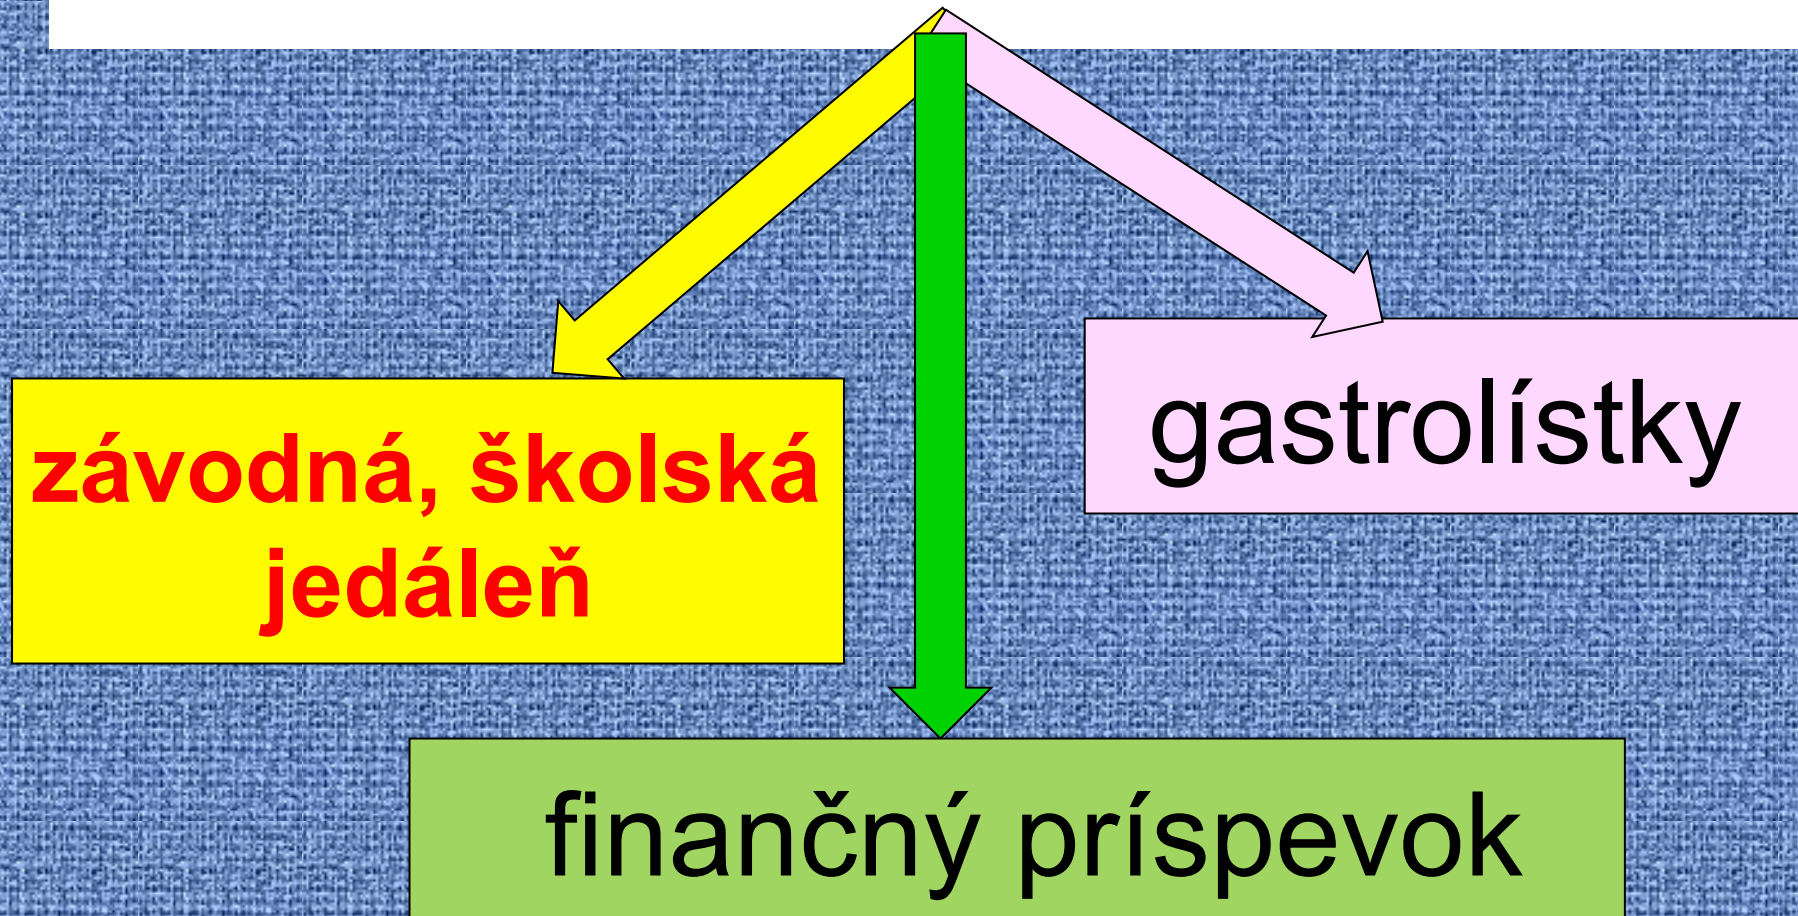 gastrolístky
závodná, školská
jedáleň
finančný príspevok